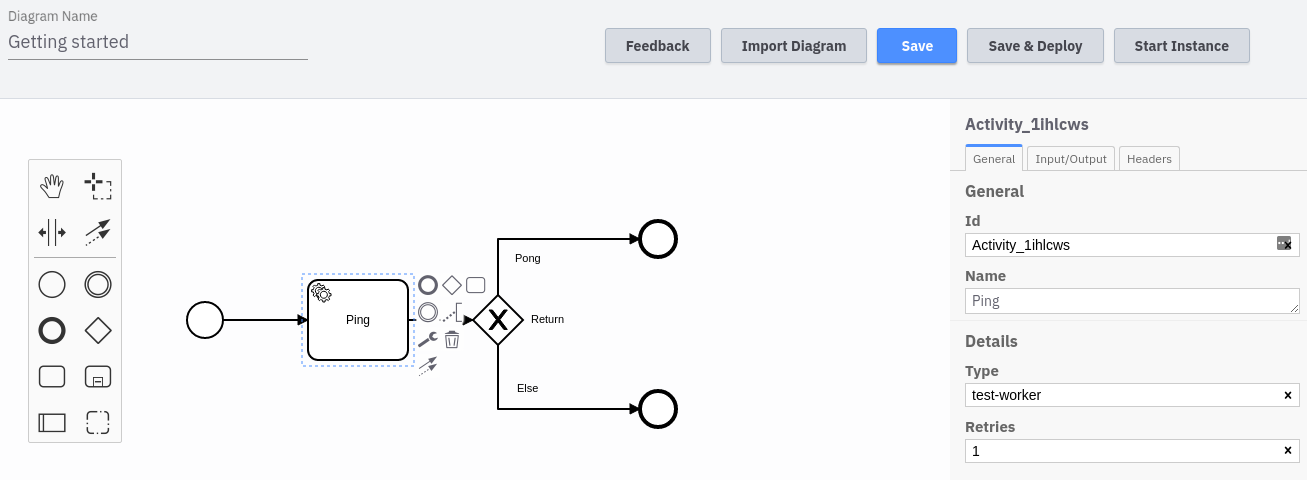 Diagram Name
Getting started
Feedback
Import Diagram
Save
Save & Deploy
Start Instance
Ping
Pong
Return
Else
Activity_1ihlcws
General
Input/Output
Headers
General
Id
Activity_1ihlcws
Name
Ping
Details
Type
test-worker
Retries
1